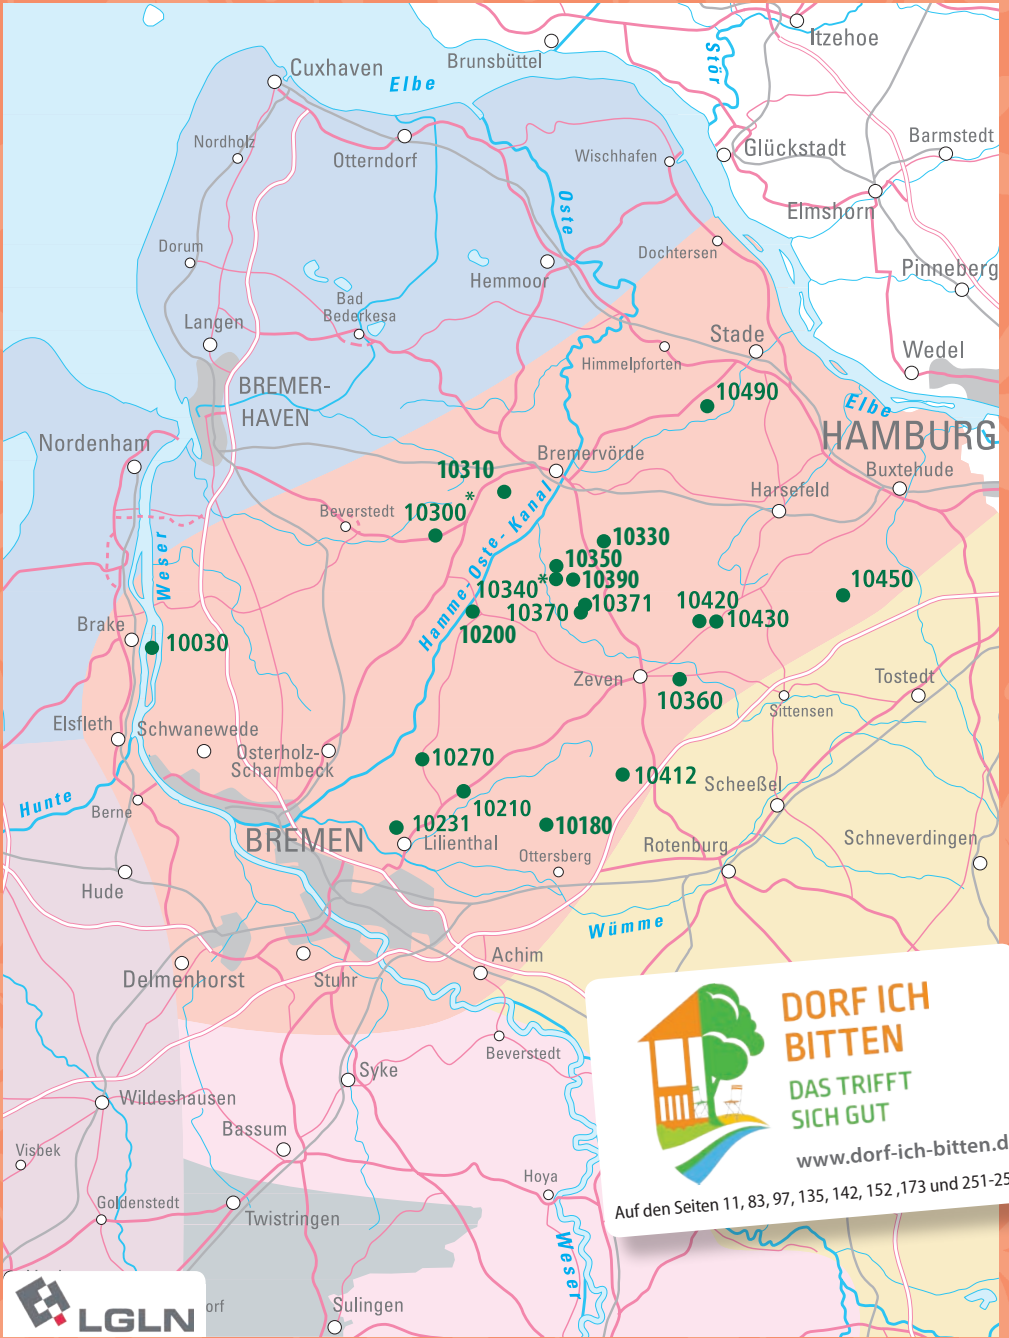 Itzehoe
Brunsbüttel
Stör
Cuxhaven
Elbe
Nordholz
Otterndorf
Wischhafen
Glückstadt
Barmstedt
Elmshorn
Oste
Dorum
Dochtersen
Hemmoor
Pinneberg
Bad
Bederkesa
Langen
Stade
Himmelpforten
Wedel
BREMER-
HAVEN
10490
Elbe
HAMBURG
Nordenham
Bremervörde
10310
*
Buxtehude
Harsefeld
Beverstedt
10300
Hamme-Oste-Kanal
10330
10350
Weser
10340
*
10390
10450
10370
10371
10420
10430
10200
Brake
10030
Zeven
10360
Tostedt
Sittensen
Elsfleth
Schwanewede
Osterholz-
Scharmbeck
10270
10412
Scheeßel
Hunte
Berne
10210
10231
10180
BREMEN
Lilienthal
Ottersberg
Rotenburg
Schneverdingen
Hude
Wümme
Achim
Delmenhorst
Stuhr
Beverstedt
Syke
Wildeshausen
Bassum
Visbek
Hoya
Goldenstedt
Twistringen
Weser
Sulingen
orf
LGLN
DORF ICH
BITTEN
DAS TRIFFT
SICH GUT
www.dorf-ich-bitten.d
Auf den Seiten 11, 83, 97, 135, 142, 152 ,173 und 251-25